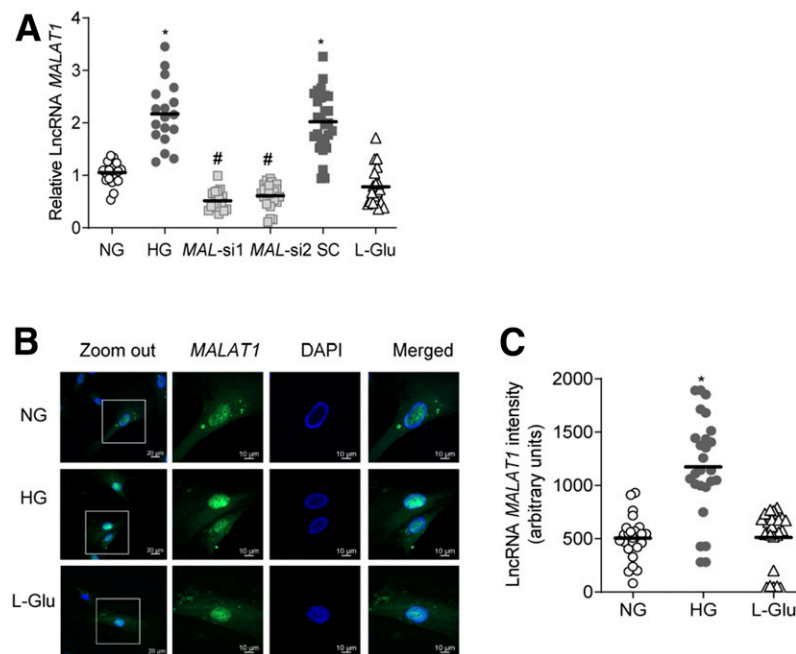 A
Relative LncRNA MALAT1
4
3
2
1
0
*
#
#
*
NG HG MAL-si1 MAL-si2 SC L-Glu
B
Zoom out MALAT1 DAPI Merged
NG
20 µm 10 µm 10 µm 10 µm
HG
20 µm 10 µm 10 µm 10 µm
L-Glu
20 µm 10 µm 10 µm 10 µm
C
LncRNA MALAT1 intensity
(arbitrary units)
2000
1500
1000
500
0
*
NG HG L-Glu